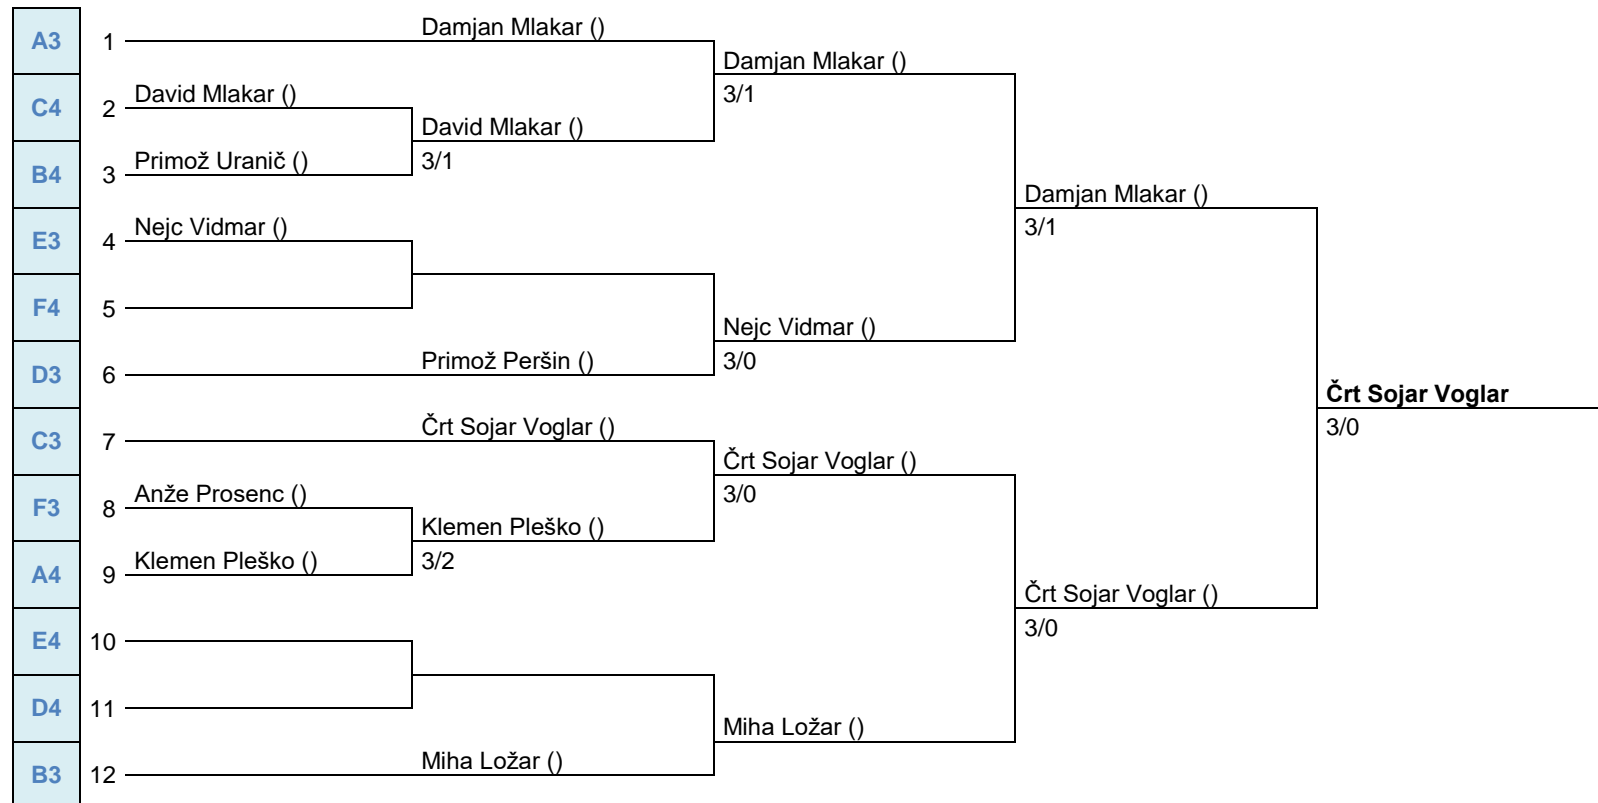 A3 1 Damjan Mlakar ()
Damjan Mlakar ()
3/1
C4 2 David Mlakar ()
David Mlakar ()
3/1
B4 3 Primož Uranič ()
Damjan Mlakar ()
3/1
E3 4 Nejc Vidmar ()
F4 5
Nejc Vidmar ()
3/0
D3 6 Primož Peršin ()
Črt Sojar Voglar
3/0
C3 7 Črt Sojar Voglar ()
Črt Sojar Voglar ()
3/0
F3 8 Anže Prosenc ()
Klemen Pleško ()
3/2
A4 9 Klemen Pleško ()
Črt Sojar Voglar ()
3/0
E4 10
D4 11
Miha Ložar ()
B3 12 Miha Ložar ()